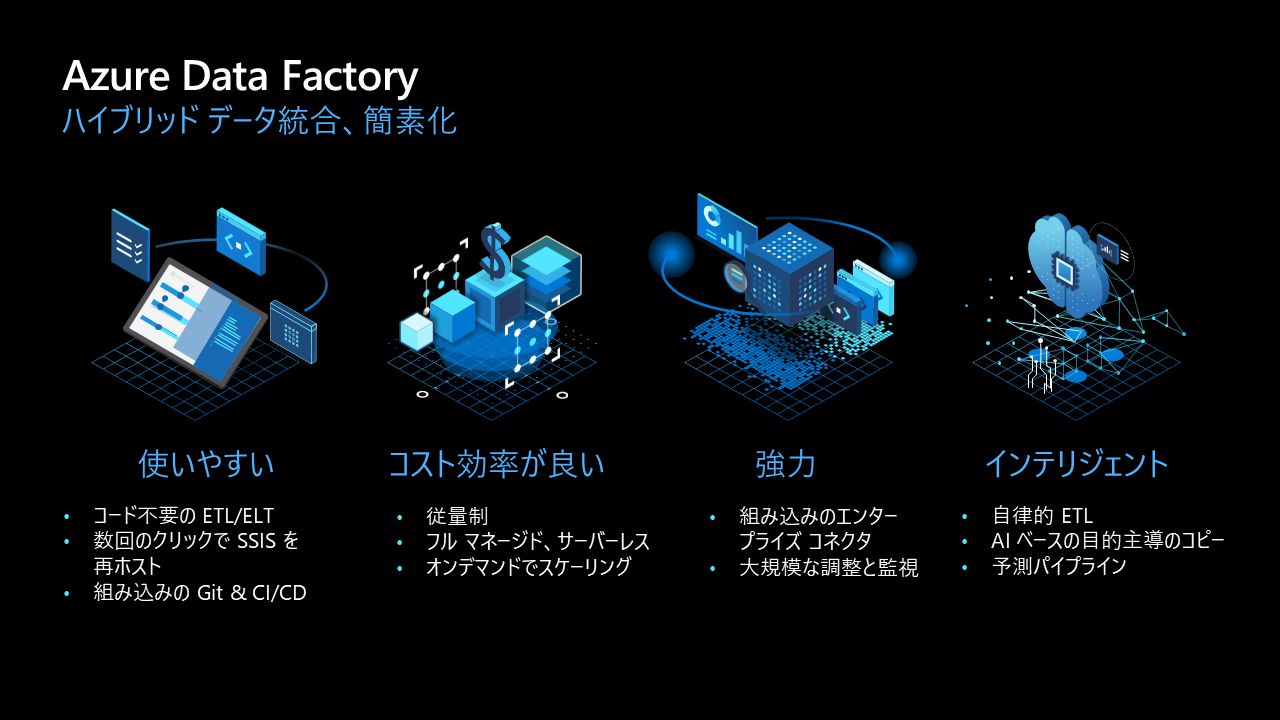 Azure Data Factory
ハイブリッド データ統合、簡素化
使いやすい
• コード不要の ETL/ELT
• 数回のクリックで SSIS を
再ホスト
• 組み込みの Git & CI/CD
コスト効率が良い
• 従量制
• フル マネージド、サーバーレス
• オンデマンドでスケーリング
強力
• 組み込みのエンター
プライズ コネクタ
• 大規模な調整と監視
インテリジェント
• 自律的 ETL
• AI ベースの目的主導のコピー
• 予測パイプライン